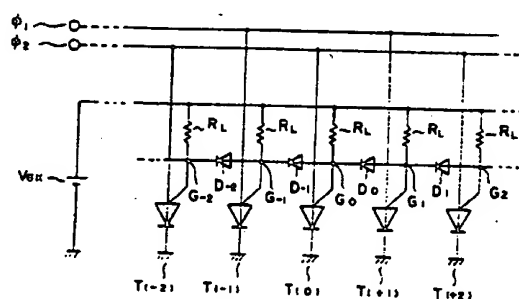 φ1
φ2
RL RL RL RL RL
VGK
D-2 D-1 D0 D1
G-2 G-1 G0 G1 G2
T(-2) T(-1) T(0) T(+1) T(+2)